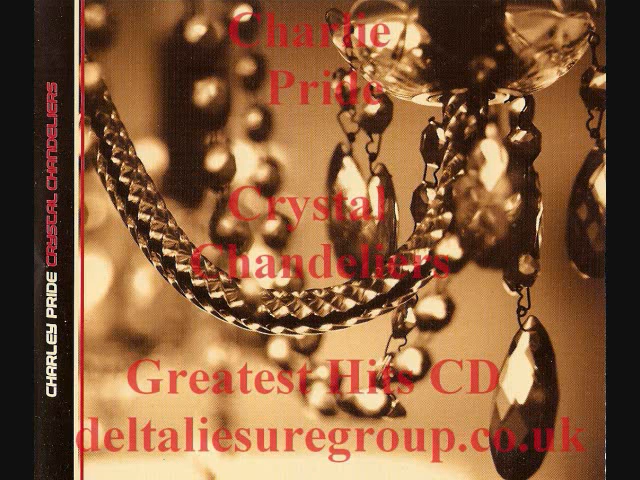 CHARLEY PRIDE CRYSTAL CHANDELIERS
Charlie
Pride
Crystal
Chandeliers
Greatest Hits CD
deltaliesuregroup.co.uk